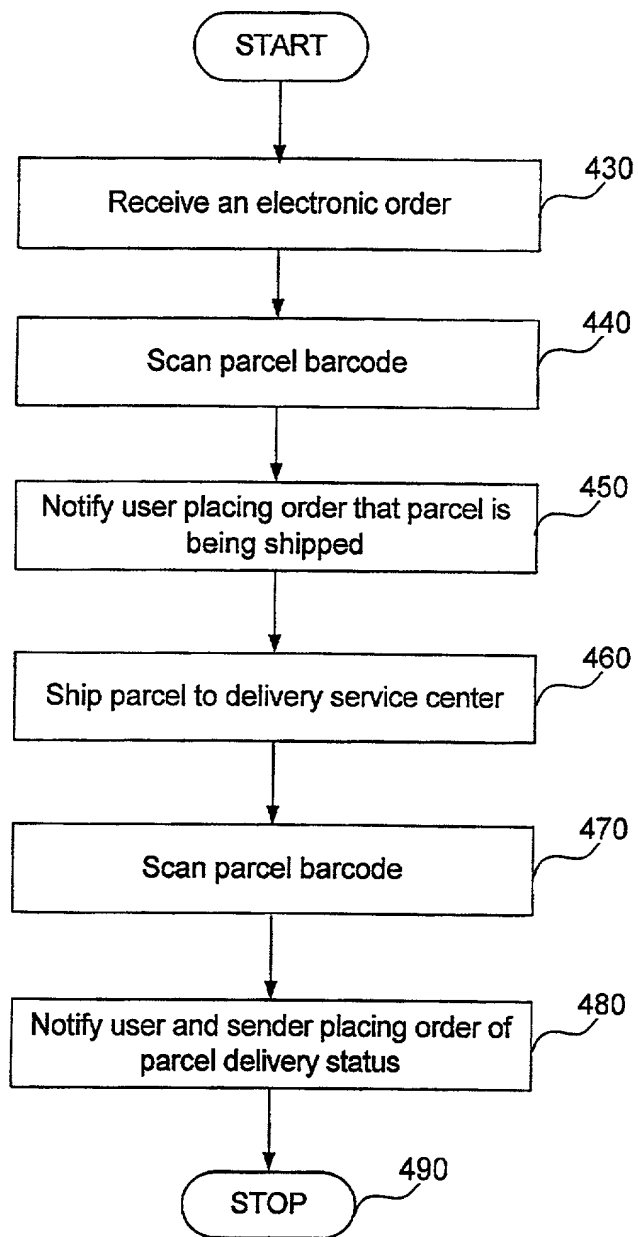 START
430
Receive an electronic order
440
Scan parcel barcode
450
Notify user placing order that parcel is
being shipped
460
Ship parcel to delivery service center
470
Scan parcel barcode
480
Notify user and sender placing order of
parcel delivery status
490
STOP